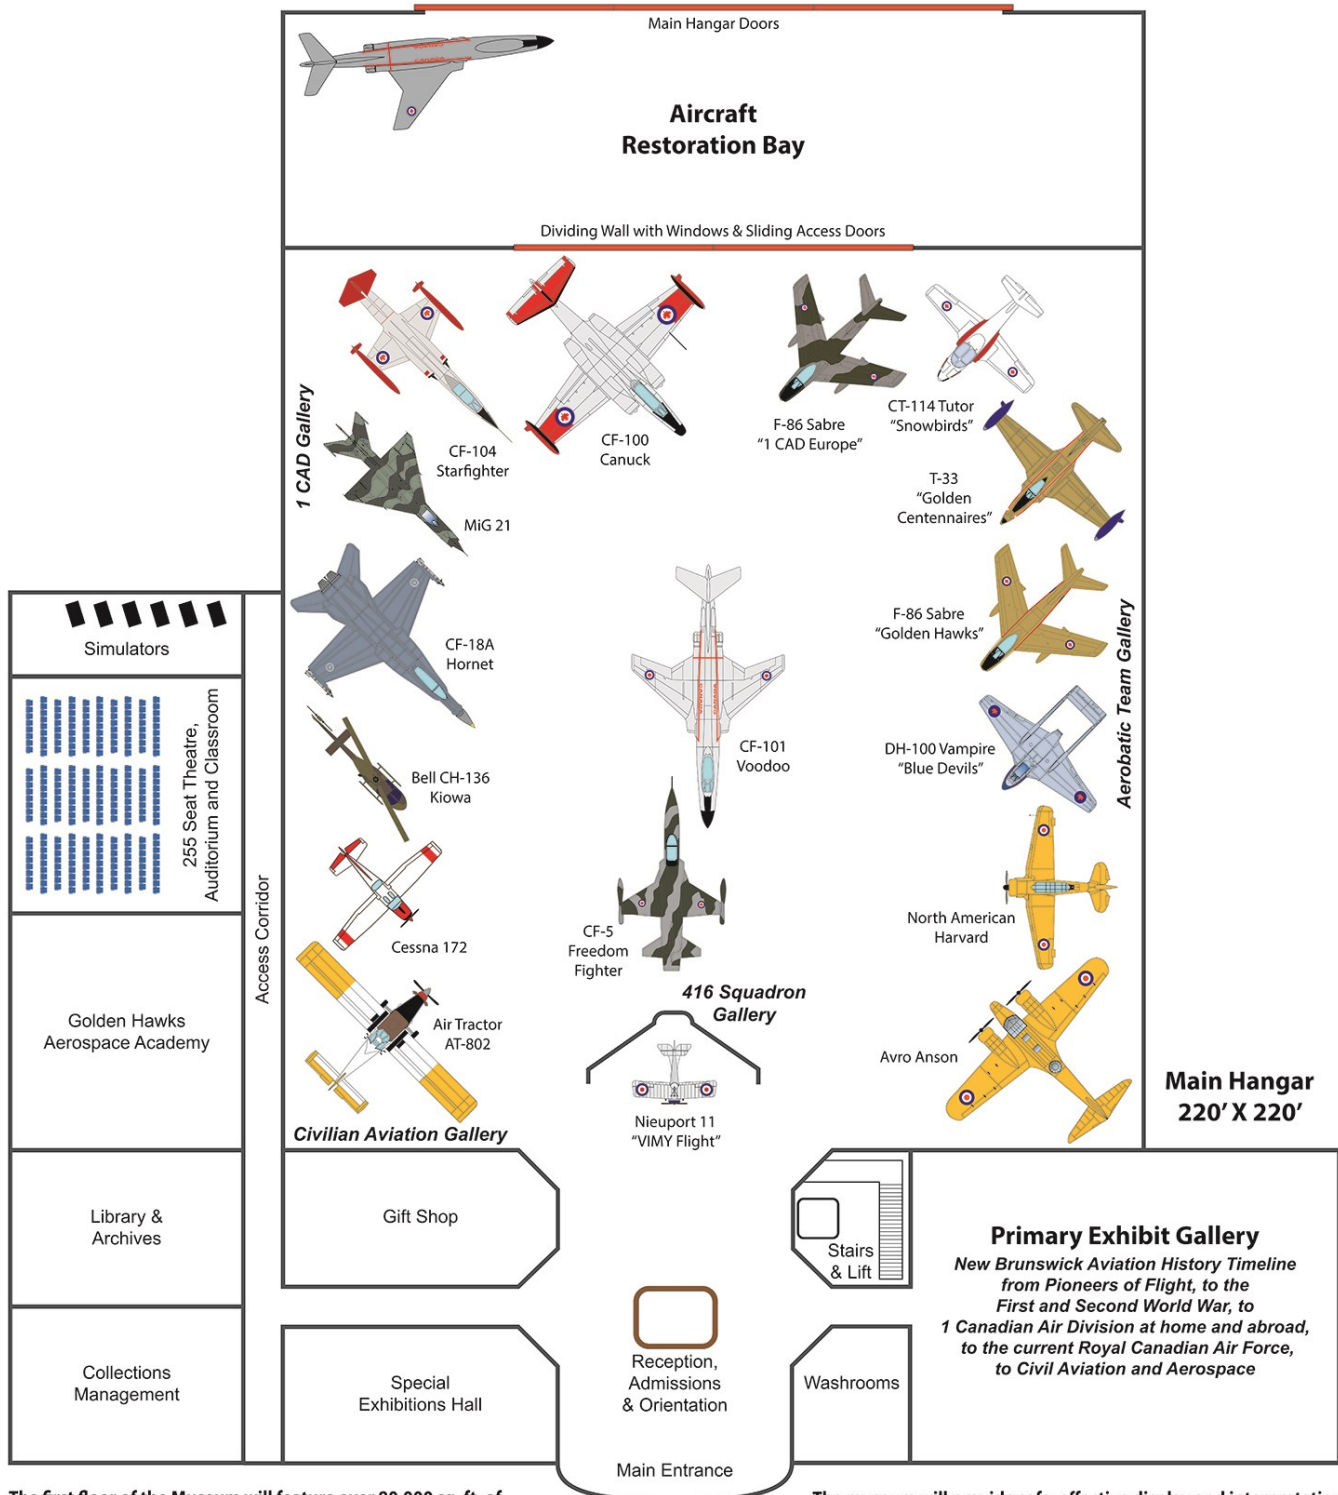 Main Hangar Doors
Aircraft
Restoration Bay
Dividing Wall with Windows & Sliding Access Doors
1 CAD Gallery
CF-104
Starfighter
CF-100
Canuck
F-86 Sabre
“1 CAD Europe”
CT-114 Tutor
“Snowbirds”
MiG 21
T-33
“Golden
Centennaires”
CF-18A
Hornet
F-86 Sabre
“Golden Hawks”
Aerobatic Team Gallery
Simulators
255 Seat Theatre,
Auditorium and Classroom
Bell CH-136
Kiowa
CF-101
Voodoo
DH-100 Vampire
“Blue Devils”
Access Corridor
Cessna 172
CF-5
Freedom
Fighter
North American
Harvard
416 Squadron
Gallery
Golden Hawks
Aerospace Academy
Air Tractor
AT-802
Avro Anson
Main Hangar
220’ X 220’
Nieuport 11
“VIMY Flight”
Civilian Aviation Gallery
Library &
Archives
Gift Shop
Stairs
& Lift
Primary Exhibit Gallery
New Brunswick Aviation History Timeline
from Pioneers of Flight, to the
First and Second World War, to
1 Canadian Air Division at home and abroad,
to the current Royal Canadian Air Force,
to Civil Aviation and Aerospace
Collections
Management
Special
Exhibitions Hall
Reception,
Admissions
& Orientation
Washrooms
Main Entrance